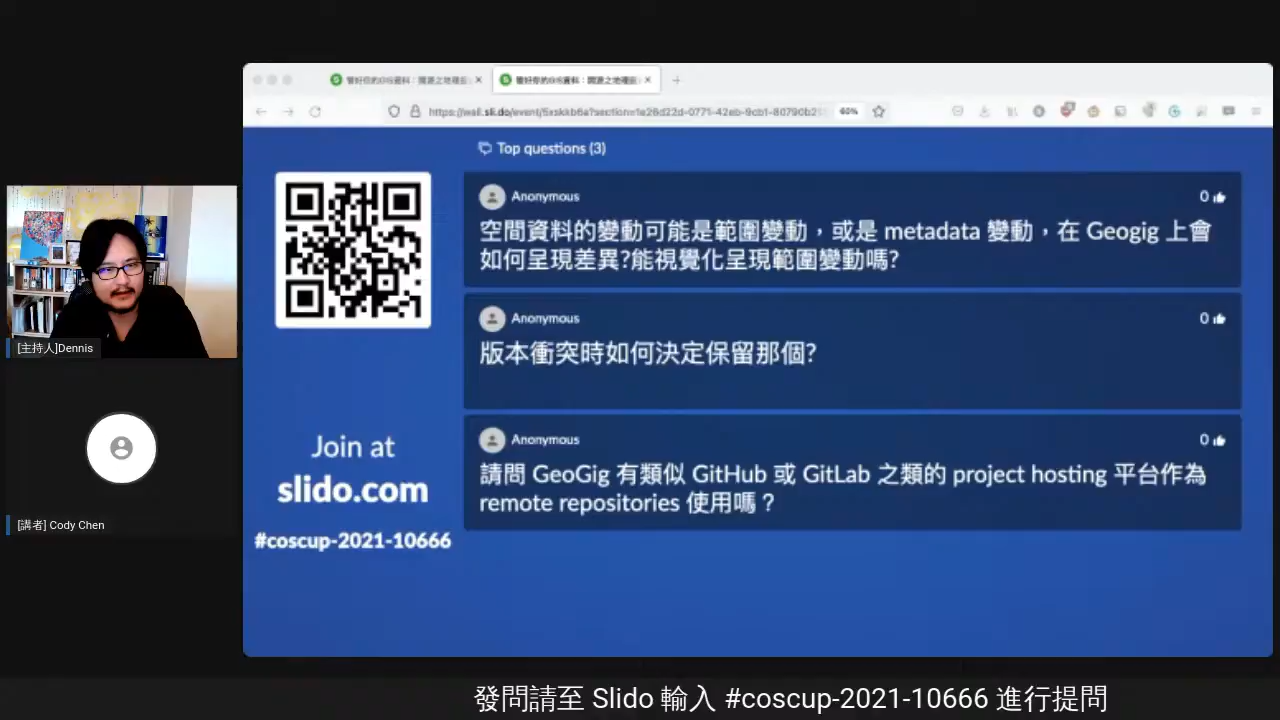 Top questions (3)
Anonymous
0
空間資料的變動可能是範圍變動，或是 metadata 變動，在 Geogig 上會
如何呈現差異?能視覺化呈現範圍變動嗎?
Anonymous
0
版本衝突時如何決定保留那個?
Anonymous
0
請問 GeoGig 有類似 GitHub 或 GitLab 之類的 project hosting 平台作為
remote repositories 使用嗎？
Join at
slido.com
#coscup-2021-10666
60%
[主持人]Dennis
[講者] Cody Chen
發問請至 Slido 輸入 #coscup-2021-10666 進行提問